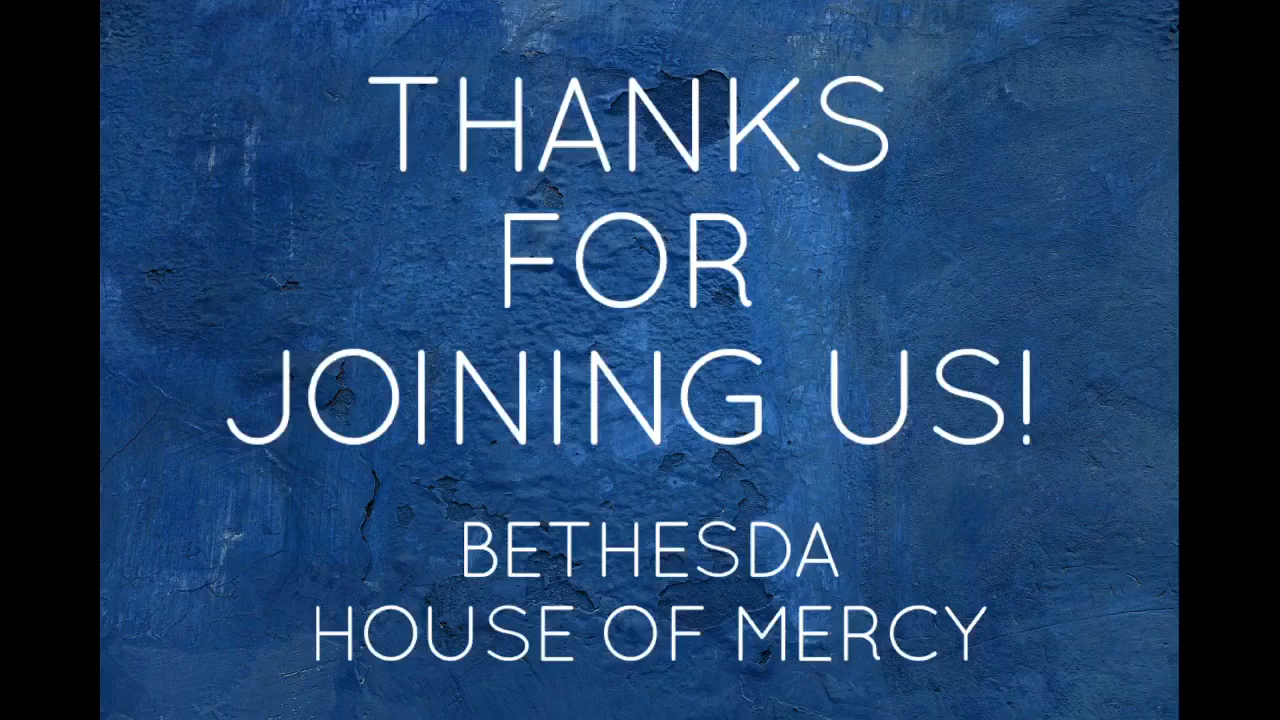 THANKS
FOR
JOINING US!
BETHESDA
HOUSE OF MERCY